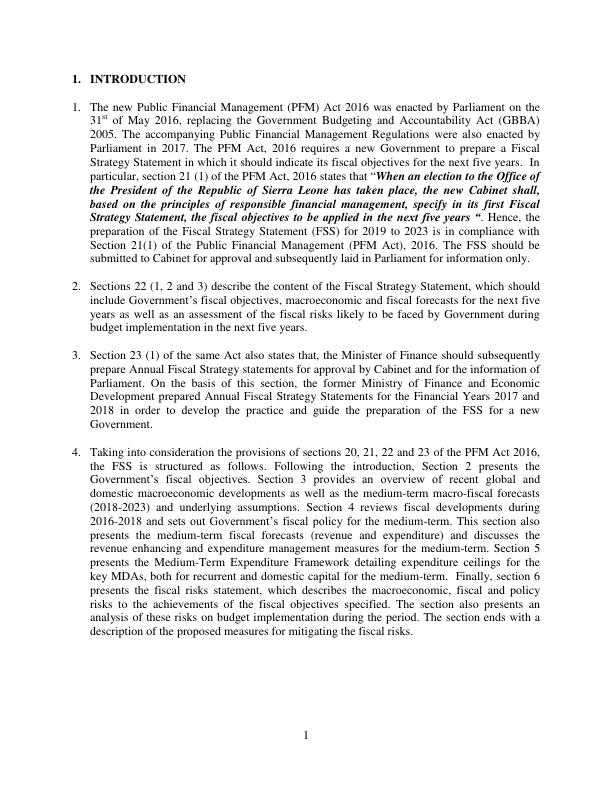 1. INTRODUCTION
1. The new Public Financial Management (PFM) Act 2016 was enacted by Parliament on the
31st of May 2016, replacing the Government Budgeting and Accountability Act (GBBA)
2005. The accompanying Public Financial Management Regulations were also enacted by
Parliament in 2017. The PFM Act, 2016 requires a new Government to prepare a Fiscal
Strategy Statement in which it should indicate its fiscal objectives for the next five years. In
particular, section 21 (1) of the PFM Act, 2016 states that “When an election to the Office of
the President of the Republic of Sierra Leone has taken place, the new Cabinet shall,
based on the principles of responsible financial management, specify in its first Fiscal
Strategy Statement, the fiscal objectives to be applied in the next five years “. Hence, the
preparation of the Fiscal Strategy Statement (FSS) for 2019 to 2023 is in compliance with
Section 21(1) of the Public Financial Management (PFM Act), 2016. The FSS should be
submitted to Cabinet for approval and subsequently laid in Parliament for information only.
2. Sections 22 (1, 2 and 3) describe the content of the Fiscal Strategy Statement, which should
include Government’s fiscal objectives, macroeconomic and fiscal forecasts for the next five
years as well as an assessment of the fiscal risks likely to be faced by Government during
budget implementation in the next five years.
3. Section 23 (1) of the same Act also states that, the Minister of Finance should subsequently
prepare Annual Fiscal Strategy statements for approval by Cabinet and for the information of
Parliament. On the basis of this section, the former Ministry of Finance and Economic
Development prepared Annual Fiscal Strategy Statements for the Financial Years 2017 and
2018 in order to develop the practice and guide the preparation of the FSS for a new
Government.
4. Taking into consideration the provisions of sections 20, 21, 22 and 23 of the PFM Act 2016,
the FSS is structured as follows. Following the introduction, Section 2 presents the
Government’s fiscal objectives. Section 3 provides an overview of recent global and
domestic macroeconomic developments as well as the medium-term macro-fiscal forecasts
(2018-2023) and underlying assumptions. Section 4 reviews fiscal developments during
2016-2018 and sets out Government’s fiscal policy for the medium-term. This section also
presents the medium-term fiscal forecasts (revenue and expenditure) and discusses the
revenue enhancing and expenditure management measures for the medium-term. Section 5
presents the Medium-Term Expenditure Framework detailing expenditure ceilings for the
key MDAs, both for recurrent and domestic capital for the medium-term. Finally, section 6
presents the fiscal risks statement, which describes the macroeconomic, fiscal and policy
risks to the achievements of the fiscal objectives specified. The section also presents an
analysis of these risks on budget implementation during the period. The section ends with a
description of the proposed measures for mitigating the fiscal risks.
1